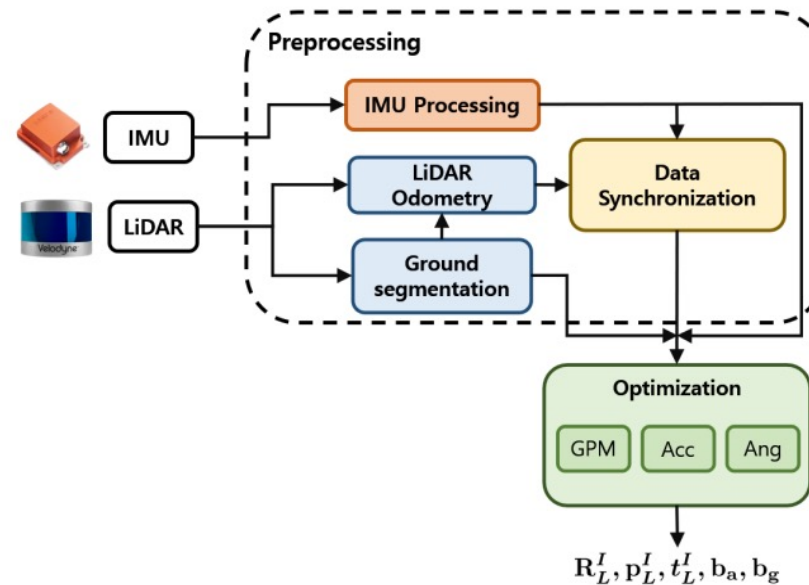 Preprocessing
IMU
IMU Processing
LiDAR
Velodyne
LiDAR
Odometry
Data
Synchronization
Ground
segmentation
Optimization
GPM
Acc
Ang
R_L^I, p_L^I, t_L^I, b_a, b_g